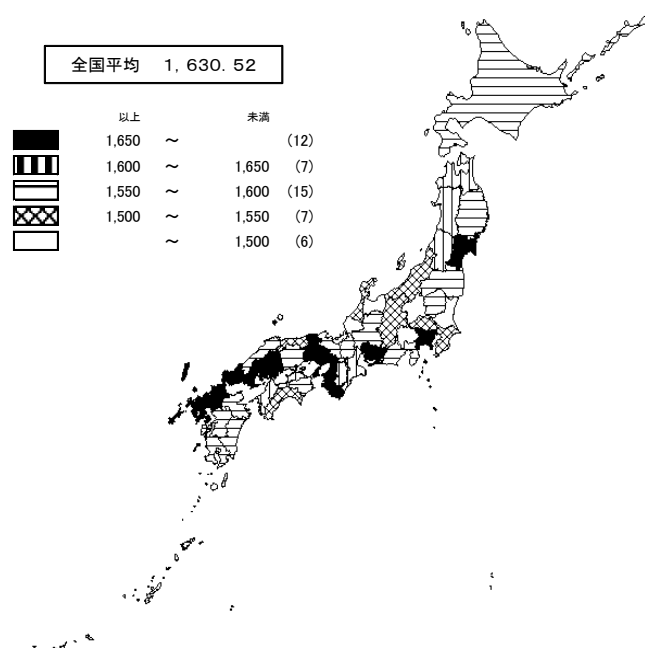 全国平均 1,630.52
以上 未満
1,650 ～ (12)
1,600 ～ 1,650 (7)
1,550 ～ 1,600 (15)
1,500 ～ 1,550 (7)
～ 1,500 (6)